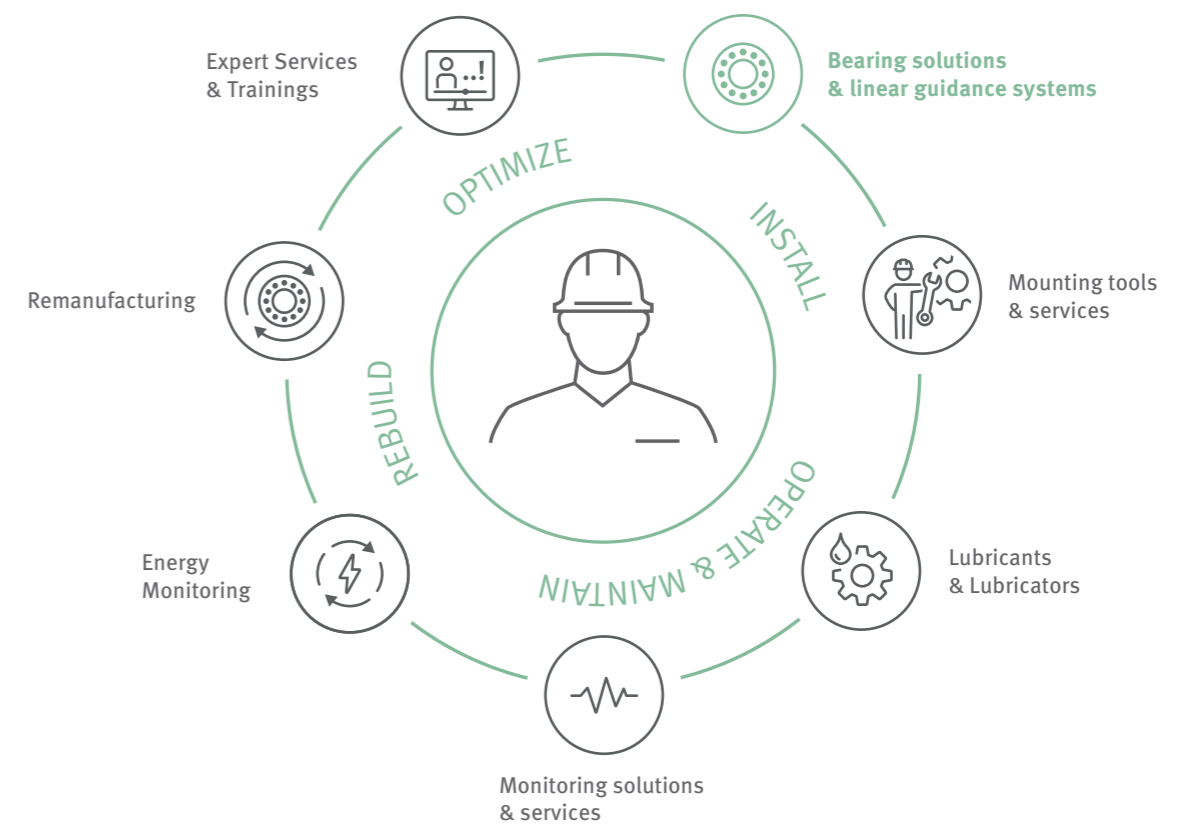 Expert Services
& Trainings
Bearing solutions
& linear guidance systems
OPTIMIZE
INSTALL
Remanufacturing
Mounting tools
& services
REBUILD
OPERATE & MAINTAIN
Energy
Monitoring
Lubricants
& Lubricators
Monitoring solutions
& services